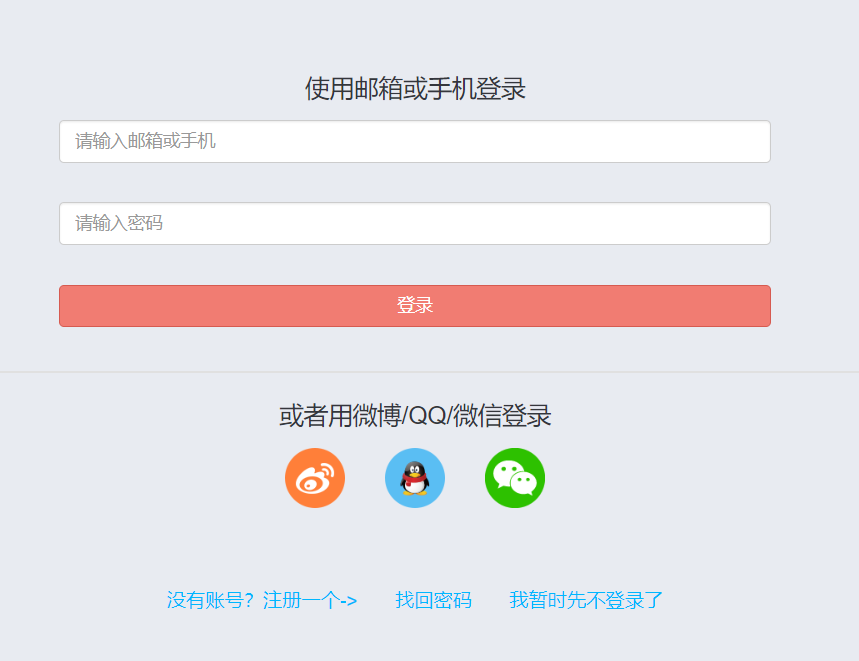 使用邮箱或手机登录
请输入邮箱或手机
请输入密码
登录
或者用微博/QQ/微信登录
没有账号？注册一个-> 找回密码 我暂时先不登录了